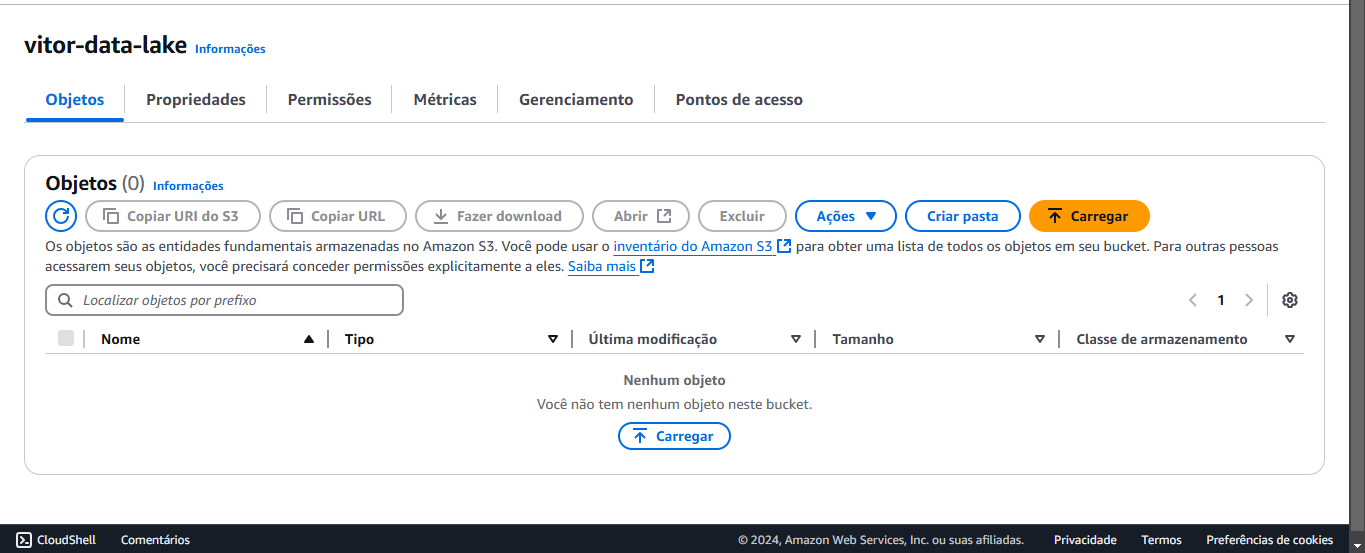 vitor-data-lake Informações
Objetos Propriedades Permissões Métricas Gerenciamento Pontos de acesso
Objetos (0) Informações
Copiar URI do S3 Copiar URL Fazer download Abrir Excluir Ações Criar pasta Carregar
Os objetos são as entidades fundamentais armazenadas no Amazon S3. Você pode usar o inventário do Amazon S3 para obter uma lista de todos os objetos em seu bucket. Para outras pessoas
acessarem seus objetos, você precisará conceder permissões explicitamente a eles. Saiba mais
Localizar objetos por prefixo 1
Nome Tipo Última modificação Tamanho Classe de armazenamento
Nenhum objeto
Você não tem nenhum objeto neste bucket.
Carregar
CloudShell Comentários © 2024, Amazon Web Services, Inc. ou suas afiliadas. Privacidade Termos Preferências de cookies